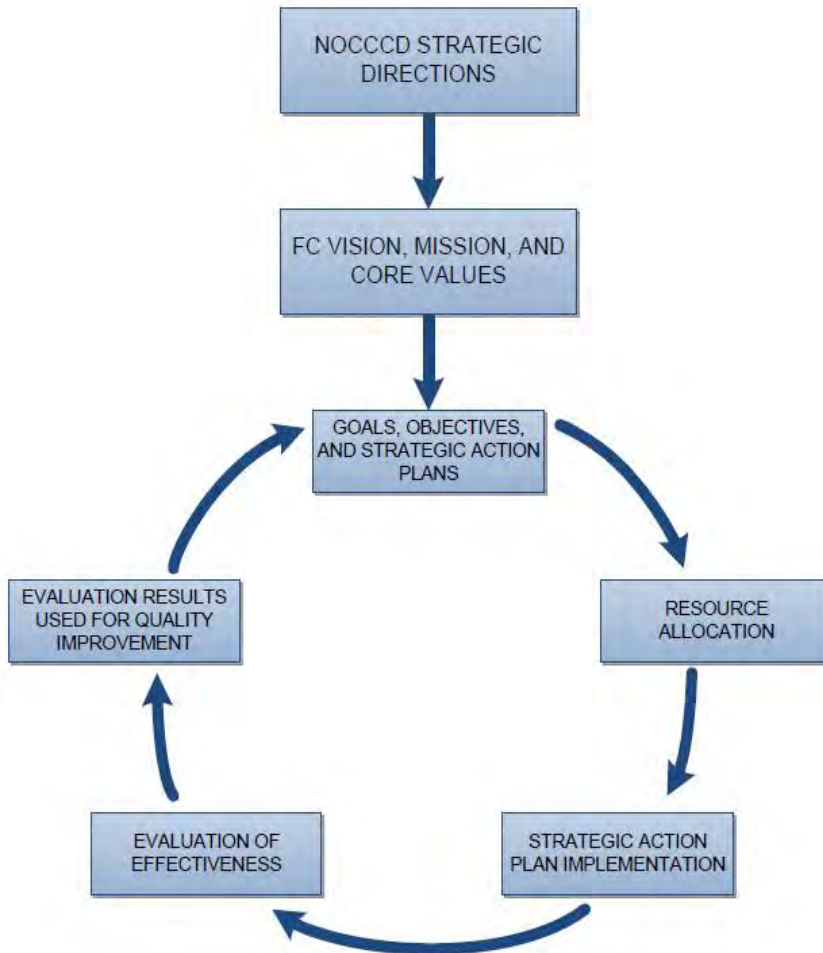 NOCCCD STRATEGIC
DIRECTIONS
FC VISION, MISSION, AND
CORE VALUES
GOALS, OBJECTIVES,
AND STRATEGIC ACTION
PLANS
RESOURCE
ALLOCATION
STRATEGIC ACTION
PLAN IMPLEMENTATION
EVALUATION OF
EFFECTIVENESS
EVALUATION RESULTS
USED FOR QUALITY
IMPROVEMENT